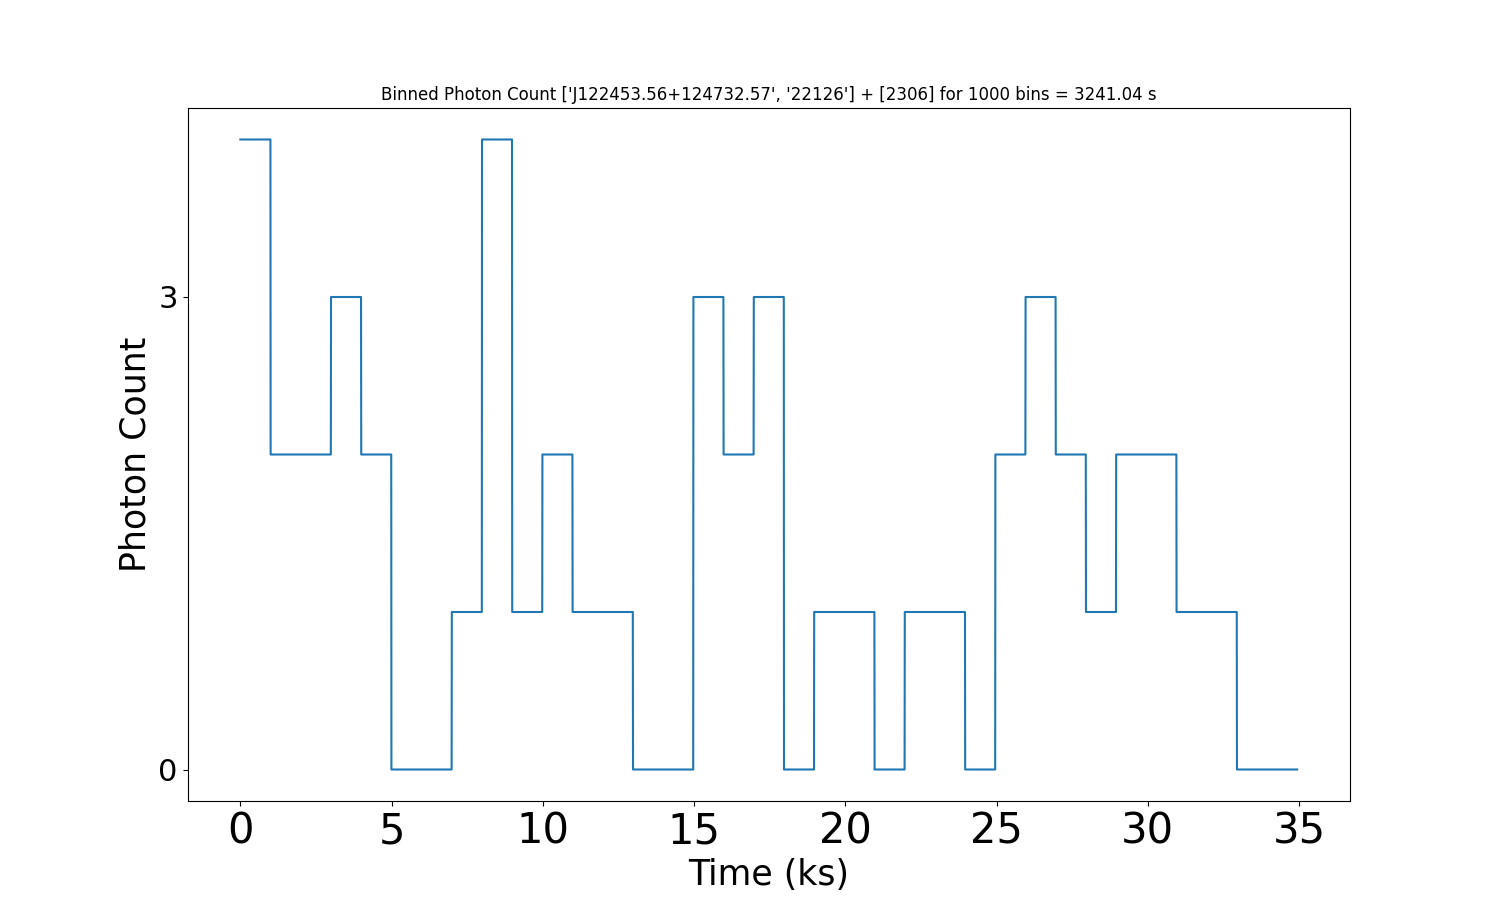 Binned Photon Count ['J122453.56+124732.57', '22126'] + [2306] for 1000 bins = 3241.04 s
Photon Count
3
0
0 5 10 15 20 25 30 35
Time (ks)